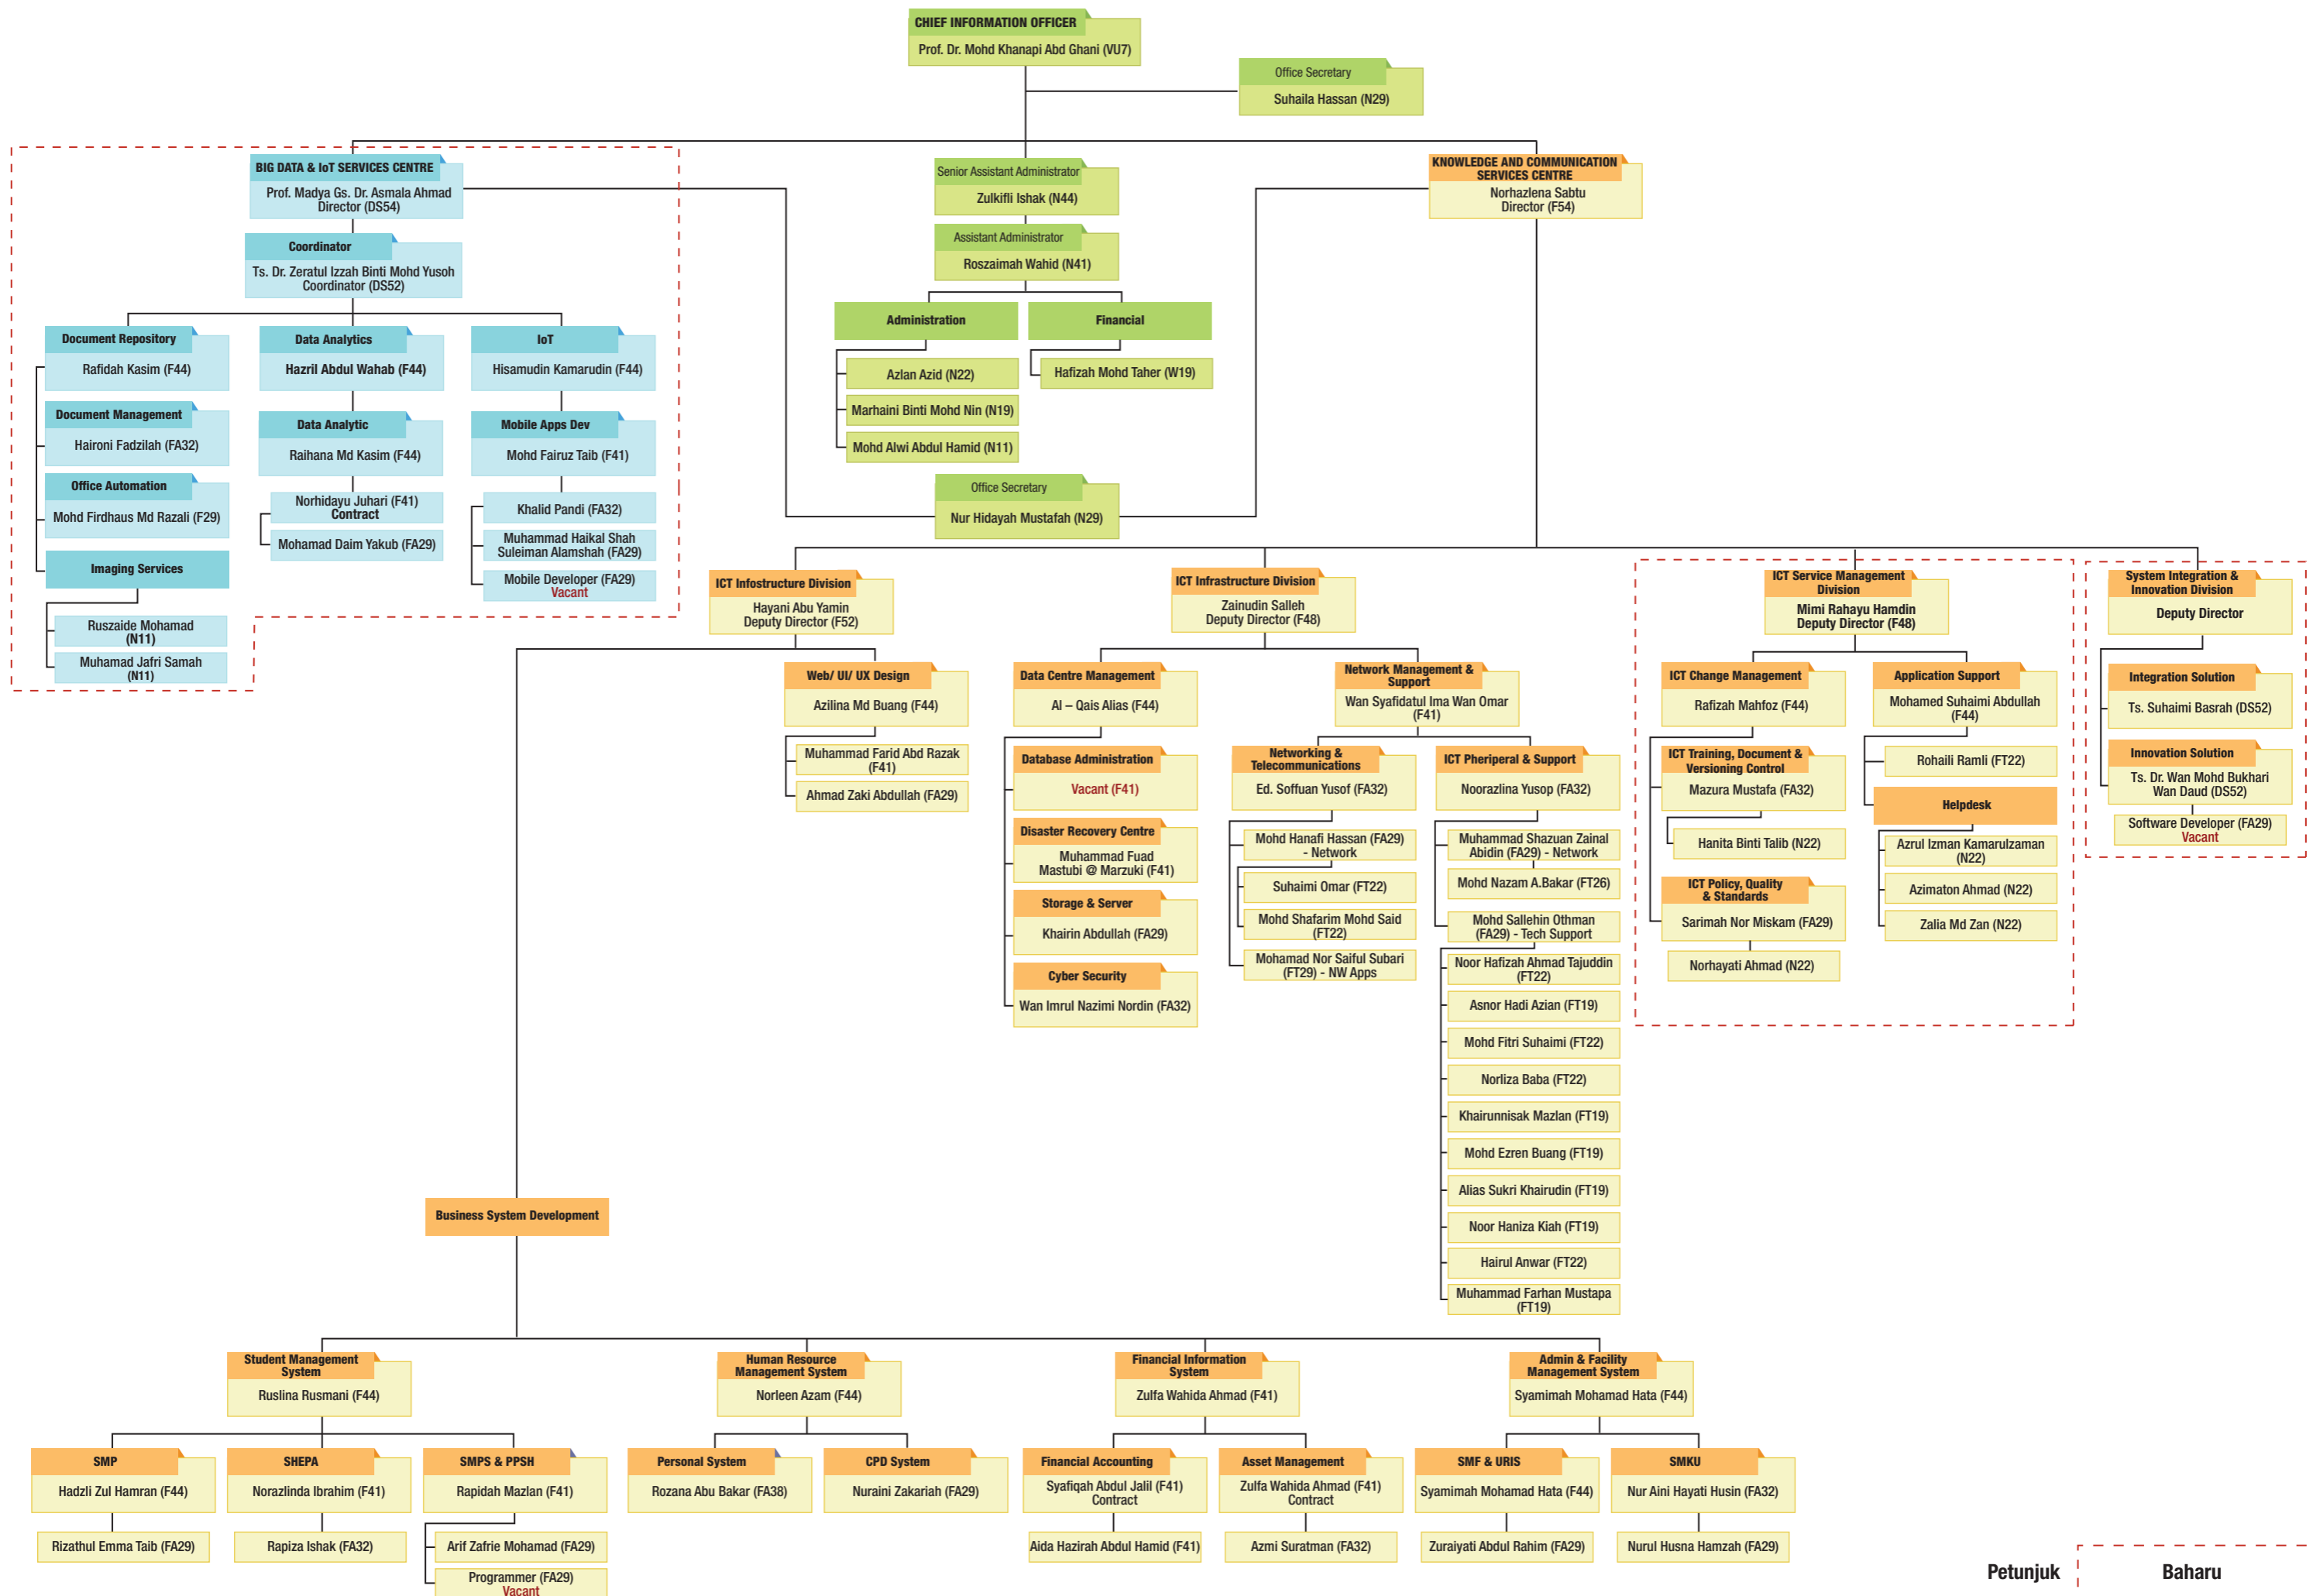 CHIEF INFORMATION OFFICER
Prof. Dr. Mohd Khanapi Abd Ghani (VU7)
Office Secretary
Suhaila Hassan (N29)
BIG DATA & IoT SERVICES CENTRE
Prof. Madya Gs. Dr. Asmala Ahmad
Director (DS54)
Coordinator
Ts. Dr. Zeratul Izzah Binti Mohd Yusoh
Coordinator (DS52)
Document Repository
Rafidah Kasim (F44)
Document Management
Haironi Fadzilah (FA32)
Office Automation
Mohd Firdhaus Md Razali (F29)
Imaging Services
Ruszaide Mohamad
(N11)
Muhamad Jafri Samah
(N11)
Data Analytics
Hazril Abdul Wahab (F44)
Data Analytic
Raihana Md Kasim (F44)
Norhidayu Juhari (F41)
Contract
Mohamad Daim Yakub (FA29)
IoT
Hisamudin Kamarudin (F44)
Mobile Apps Dev
Mohd Fairuz Taib (F41)
Khalid Pandi (FA32)
Muhammad Haikal Shah
Suleiman Alamshah (FA29)
Mobile Developer (FA29)
Vacant
Senior Assistant Administrator
Zulkifli Ishak (N44)
Assistant Administrator
Roszaimah Wahid (N41)
Administration
Azlan Azid (N22)
Marhaini Binti Mohd Nin (N19)
Mohd Alwi Abdul Hamid (N11)
Financial
Hafizah Mohd Taher (W19)
Office Secretary
Nur Hidayah Mustafah (N29)
KNOWLEDGE AND COMMUNICATION
SERVICES CENTRE
Norhazlena Sabtu
Director (F54)
ICT Infostructure Division
Hayani Abu Yamin
Deputy Director (F52)
Web/ UI/ UX Design
Azilina Md Buang (F44)
Muhammad Farid Abd Razak
(F41)
Ahmad Zaki Abdullah (FA29)
ICT Infrastructure Division
Zainudin Salleh
Deputy Director (F48)
Data Centre Management
Al – Qais Alias (F44)
Database Administration
Vacant (F41)
Disaster Recovery Centre
Muhammad Fuad
Mastubi @ Marzuki (F41)
Storage & Server
Khairin Abdullah (FA29)
Cyber Security
Wan Imrul Nazimi Nordin (FA32)
Network Management &
Support
Wan Syafidatul Ima Wan Omar
(F41)
Networking &
Telecommunications
Ed. Soffuan Yusof (FA32)
Mohd Hanafi Hassan (FA29)
- Network
Suhaimi Omar (FT22)
Mohd Shafarim Mohd Said
(FT22)
Mohamad Nor Saiful Subari
(FT29) - NW Apps
ICT Pheriperal & Support
Noorazlina Yusop (FA32)
Muhammad Shazuan Zainal
Abidin (FA29) - Network
Mohd Nazam A.Bakar (FT26)
Mohd Sallehin Othman
(FA29) - Tech Support
Noor Hafizah Ahmad Tajuddin
(FT22)
Asnor Hadi Azian (FT19)
Mohd Fitri Suhaimi (FT22)
Norliza Baba (FT22)
Khairunnisak Mazlan (FT19)
Mohd Ezren Buang (FT19)
Alias Sukri Khairudin (FT19)
Noor Haniza Kiah (FT19)
Hairul Anwar (FT22)
Muhammad Farhan Mustapa
(FT19)
ICT Service Management
Division
Mimi Rahayu Hamdin
Deputy Director (F48)
ICT Change Management
Rafizah Mahfoz (F44)
ICT Training, Document &
Versioning Control
Mazura Mustafa (FA32)
Hanita Binti Talib (N22)
ICT Policy, Quality
& Standards
Sarimah Nor Miskam (FA29)
Norhayati Ahmad (N22)
Application Support
Mohamed Suhaimi Abdullah
(F44)
Rohaili Ramli (FT22)
Helpdesk
Azrul Izman Kamarulzaman
(N22)
Azimaton Ahmad (N22)
Zalia Md Zan (N22)
System Integration &
Innovation Division
Deputy Director
Integration Solution
Ts. Suhaimi Basrah (DS52)
Innovation Solution
Ts. Dr. Wan Mohd Bukhari
Wan Daud (DS52)
Software Developer (FA29)
Vacant
Business System Development
Student Management
System
Ruslina Rusmani (F44)
SMP
Hadzli Zul Hamran (F44)
Rizathul Emma Taib (FA29)
SHEPA
Norazlinda Ibrahim (F41)
Rapiza Ishak (FA32)
SMPS & PPSH
Rapidah Mazlan (F41)
Arif Zafrie Mohamad (FA29)
Programmer (FA29)
Vacant
Human Resource
Management System
Norleen Azam (F44)
Personal System
Rozana Abu Bakar (FA38)
CPD System
Nuraini Zakariah (FA29)
Financial Information
System
Zulfa Wahida Ahmad (F41)
Financial Accounting
Syafiqah Abdul Jalil (F41)
Contract
Aida Hazirah Abdul Hamid (F41)
Asset Management
Zulfa Wahida Ahmad (F41)
Contract
Azmi Suratman (FA32)
Admin & Facility
Management System
Syamimah Mohamad Hata (F44)
SMF & URIS
Syamimah Mohamad Hata (F44)
Zuraiyati Abdul Rahim (FA29)
SMKU
Nur Aini Hayati Husin (FA32)
Nurul Husna Hamzah (FA29)
Petunjuk
Baharu